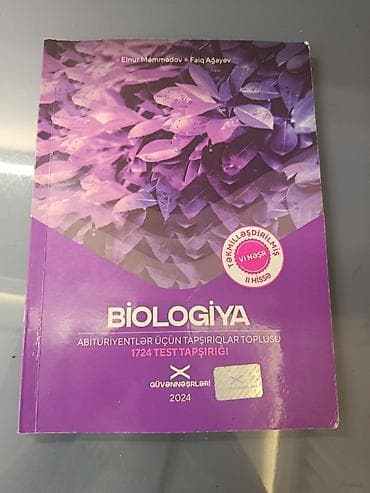 • Elnur Məmmədov • Faiq Ağayev
TƏKMİLLƏŞDİRİLMİŞ
VI NƏŞR
II HİSSƏ
BİOLOGİYA
ABİTURİYENTLƏR ÜÇÜN TAPŞIRIQLAR TOPLUSU
1724 TEST TAPŞIRIĞI
GÜVƏNNƏŞRLƏRİ
2024